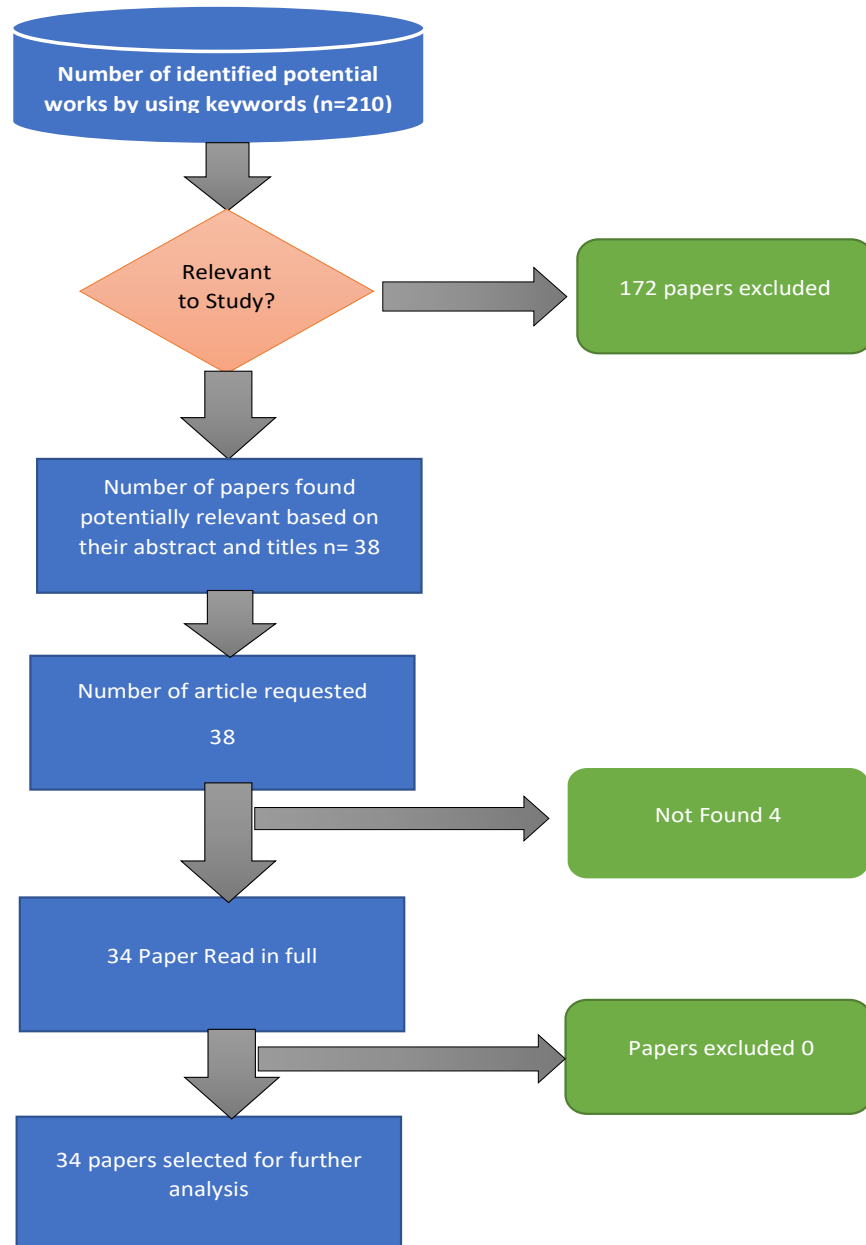 Number of identified potential
works by using keywords (n=210)
Relevant
to Study?
172 papers excluded
Number of papers found
potentially relevant based on
their abstract and titles n= 38
Number of article requested
38
Not Found 4
34 Paper Read in full
Papers excluded 0
34 papers selected for further
analysis